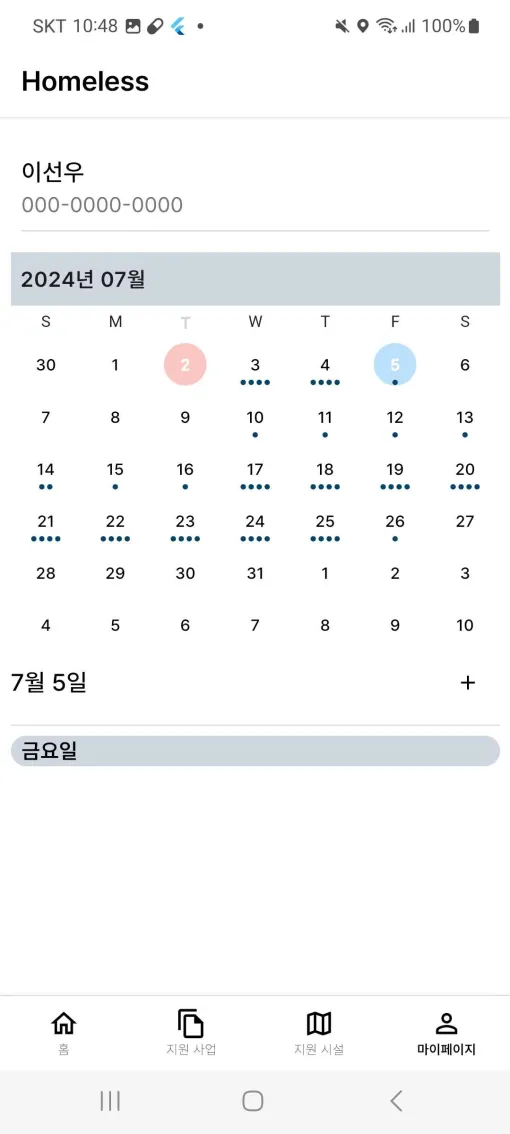 SKT 10:48 100%
Homeless
이선우
000-0000-0000
2024년 07월
S M T W T F S
30 1 2 3 4 5 6
7 8 9 10 11 12 13
14 15 16 17 18 19 20
21 22 23 24 25 26 27
28 29 30 31 1 2 3
4 5 6 7 8 9 10
7월 5일 +
금요일
홈 지원 사업 지원 시설 마이페이지